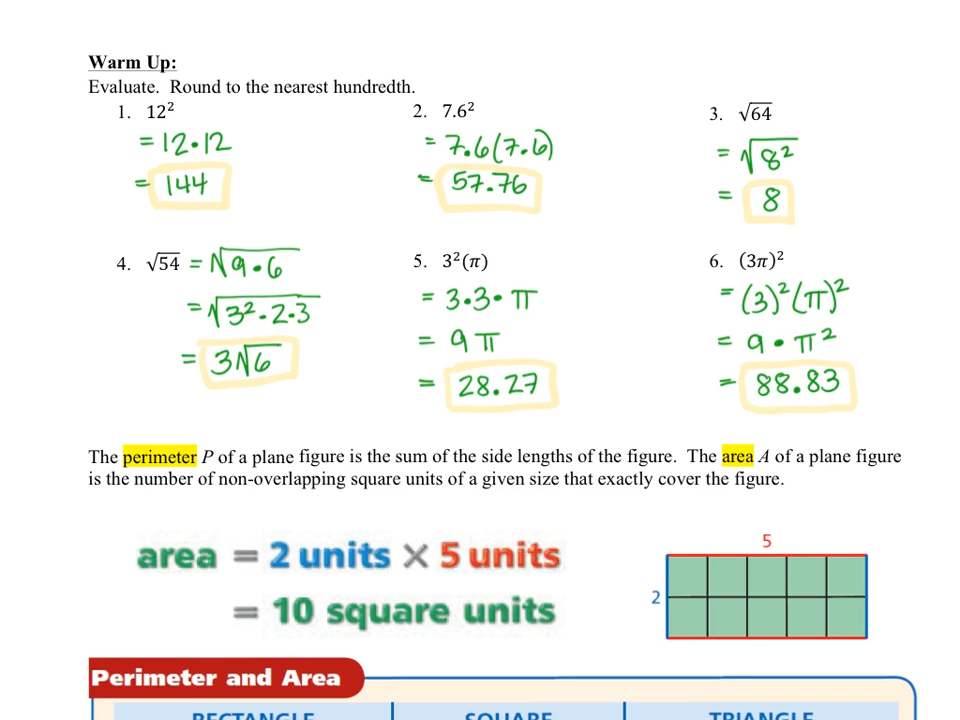 Warm Up:
Evaluate. Round to the nearest hundredth.
1. 12²
2. 7.6²
3. √64
= 12 • 12
= 7.6(7.6)
= √8²
= 144
= 57.76
= 8
4. √54 = √9 • 6
5. 3²(π)
6. (3π)²
= √3² • 2 • 3
= 3 • 3 • π
= (3)²(π)²
= 3√6
= 9π
= 9 • π²
= 28.27
= 88.83
The perimeter P of a plane figure is the sum of the side lengths of the figure. The area A of a plane figure
is the number of non-overlapping square units of a given size that exactly cover the figure.
area = 2 units × 5 units
= 10 square units
5
2
Perimeter and Area
RECTANGLE SQUARE TRIANGLE